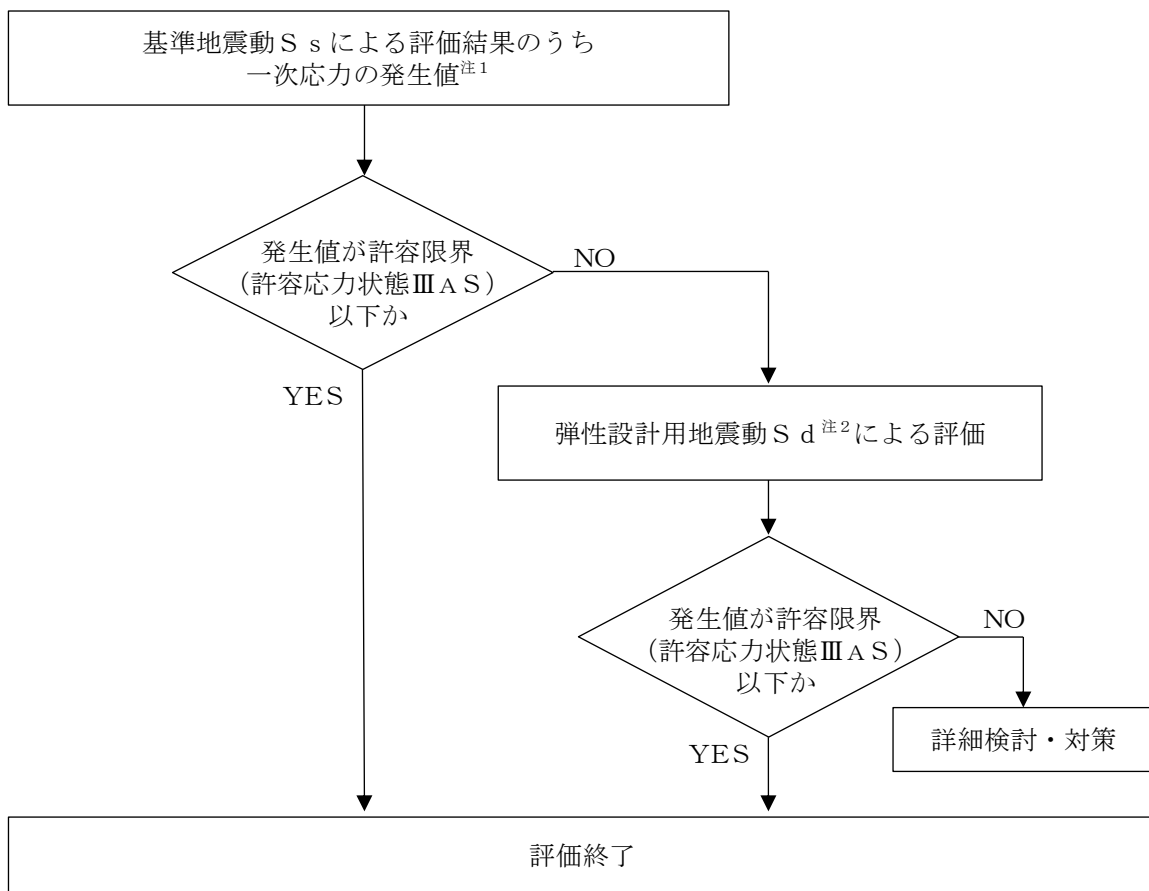 基準地震動Ｓｓによる評価結果のうち
一次応力の発生値注１
発生値が許容限界
（許容応力状態ⅢＡＳ）
以下か
NO
YES
弾性設計用地震動Ｓｄ注２による評価
発生値が許容限界
（許容応力状態ⅢＡＳ）
以下か
NO
YES
詳細検討・対策
評価終了